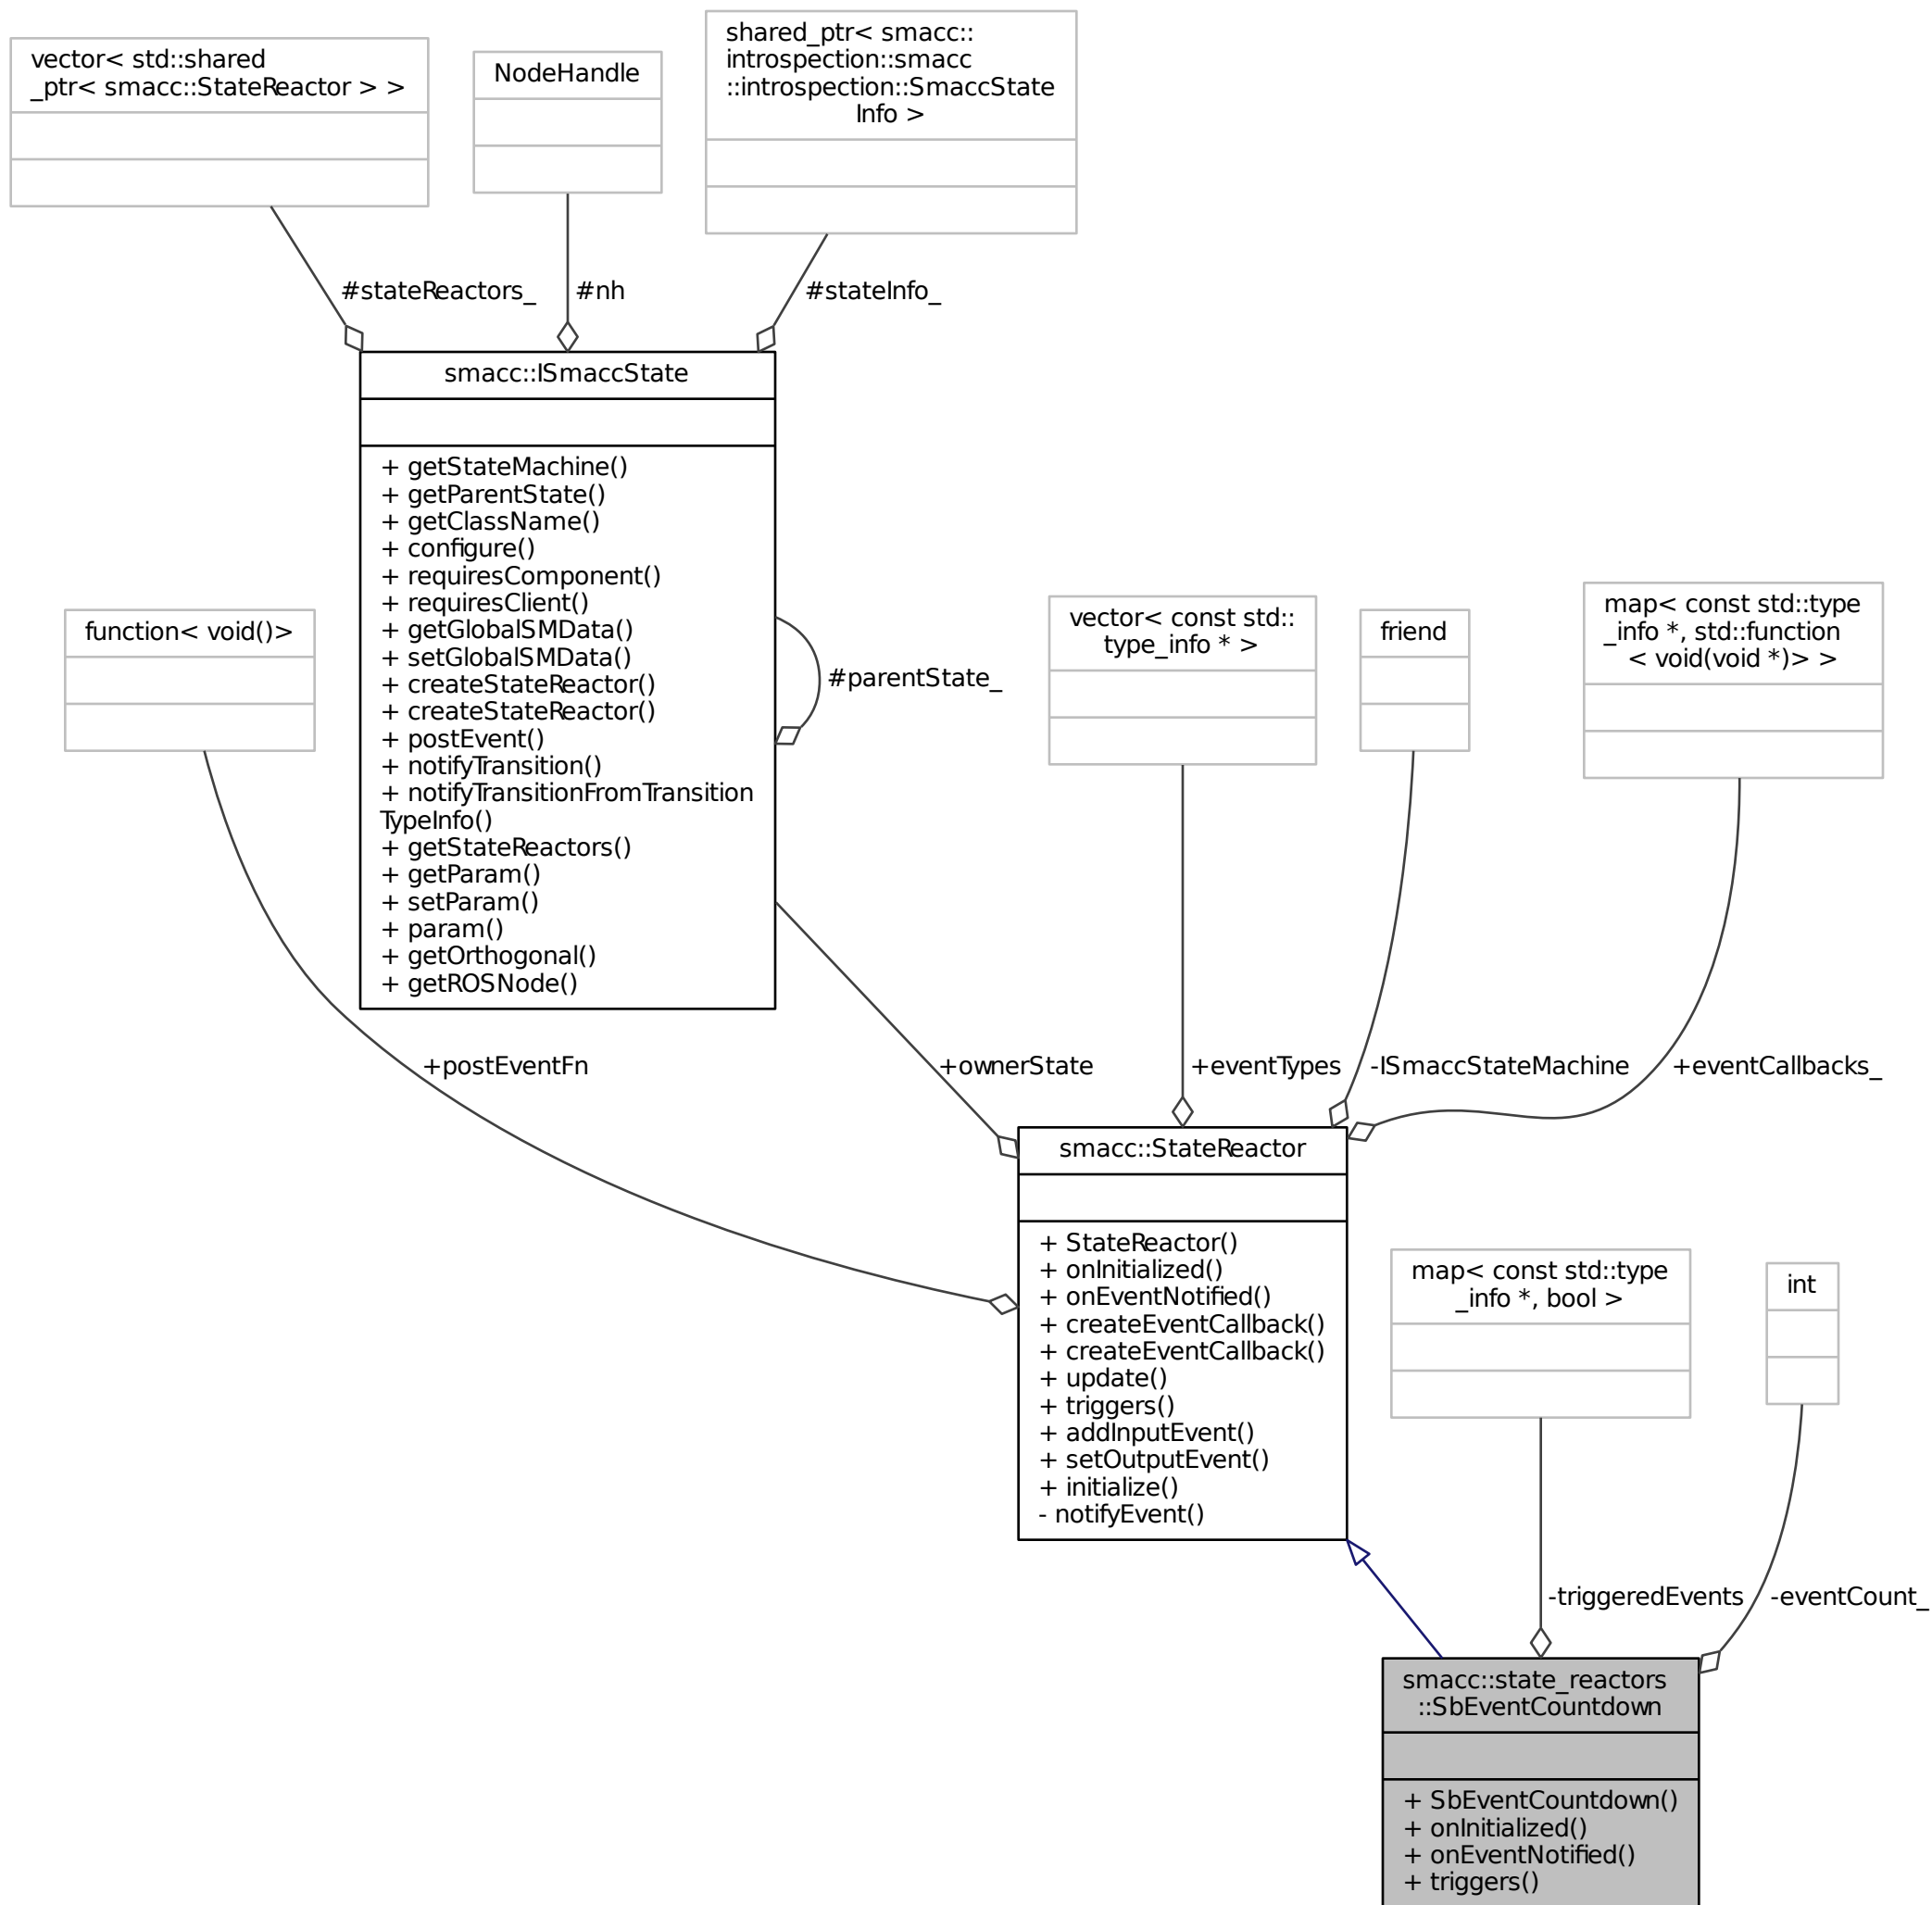 vector< std::shared
_ptr< smacc::StateReactor > >
NodeHandle
shared_ptr< smacc::
introspection::smacc
::introspection::SmaccState
Info >
#stateReactors_
#nh
#stateInfo_
smacc::ISmaccState
+ getStateMachine()
+ getParentState()
+ getClassName()
+ configure()
+ requiresComponent()
+ requiresClient()
+ getGlobalSMData()
+ setGlobalSMData()
+ createStateReactor()
+ createStateReactor()
+ postEvent()
+ notifyTransition()
+ notifyTransitionFromTransition
TypeInfo()
+ getStateReactors()
+ getParam()
+ setParam()
+ param()
+ getOrthogonal()
+ getROSNode()
#parentState_
function< void()>
vector< const std::
type_info * >
friend
map< const std::type
_info *, std::function
< void(void *)> >
+postEventFn
+ownerState
+eventTypes
-ISmaccStateMachine
+eventCallbacks_
smacc::StateReactor
+ StateReactor()
+ onInitialized()
+ onEventNotified()
+ createEventCallback()
+ createEventCallback()
+ update()
+ triggers()
+ addInputEvent()
+ setOutputEvent()
+ initialize()
- notifyEvent()
map< const std::type
_info *, bool >
int
-triggeredEvents
-eventCount_
smacc::state_reactors
::SbEventCountdown
+ SbEventCountdown()
+ onInitialized()
+ onEventNotified()
+ triggers()